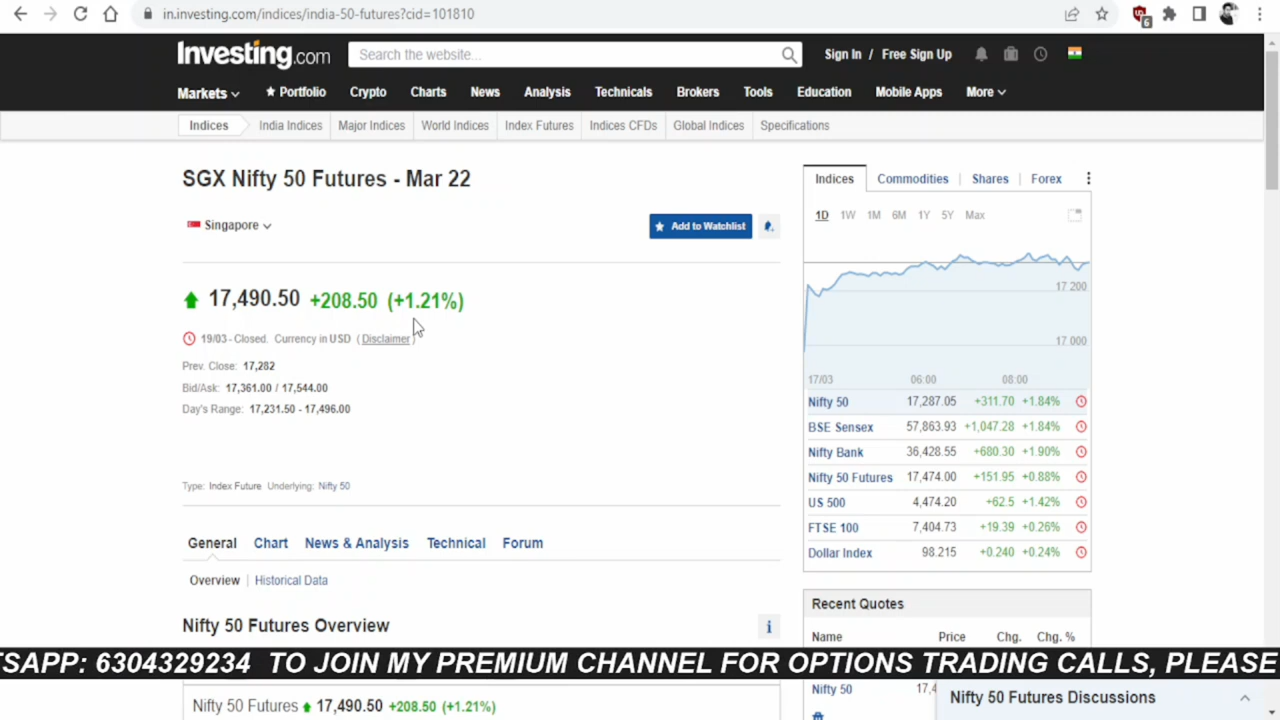 in.investing.com/indices/india-50-futures?cid=101810
6
Investing.com
Search the website...
Sign In / Free Sign Up
Markets
Portfolio
Crypto
Charts
News
Analysis
Technicals
Brokers
Tools
Education
Mobile Apps
More
Indices
India Indices
Major Indices
World Indices
Index Futures
Indices CFDs
Global Indices
Specifications
SGX Nifty 50 Futures - Mar 22
Singapore
Add to Watchlist
17,490.50 +208.50 (+1.21%)
19/03 - Closed. Currency in USD ( Disclaimer )
Prev. Close: 17,282
Bid/Ask: 17,361.00 / 17,544.00
Day's Range: 17,231.50 - 17,496.00
Type: Index Future Underlying: Nifty 50
General
Chart
News & Analysis
Technical
Forum
Overview
Historical Data
Nifty 50 Futures Overview
Indices
Commodities
Shares
Forex
1D 1W 1M 6M 1Y 5Y Max
17 200
17 000
17/03 06:00 08:00
Nifty 50 17,287.05 +311.70 +1.84%
BSE Sensex 57,863.93 +1,047.28 +1.84%
Nifty Bank 36,428.55 +680.30 +1.90%
Nifty 50 Futures 17,474.00 +151.95 +0.88%
US 500 4,474.20 +62.5 +1.42%
FTSE 100 7,404.73 +19.39 +0.26%
Dollar Index 98.215 +0.240 +0.24%
Recent Quotes
Name Price Chg. Chg. %
TSAPP: 6304329234 TO JOIN MY PREMIUM CHANNEL FOR OPTIONS TRADING CALLS, PLEASE
Nifty 50 Futures 17,490.50 +208.50 (+1.21%)
Nifty 50 17,4
Nifty 50 Futures Discussions